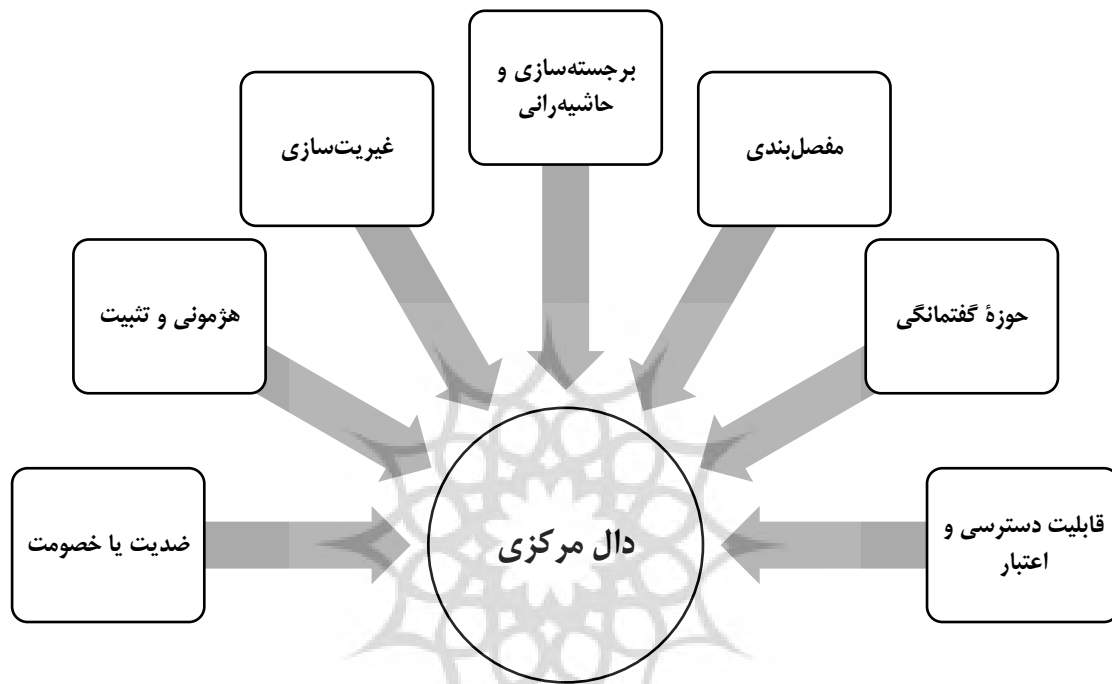 برجسته‌سازی و
حاشیه‌رانی
مفصل‌بندی
غیریت‌سازی
حوزۀ گفتمانگی
هژمونی و تثبیت
قابلیت دسترسی و
اعتبار
ضدیت یا خصومت
دال مرکزی